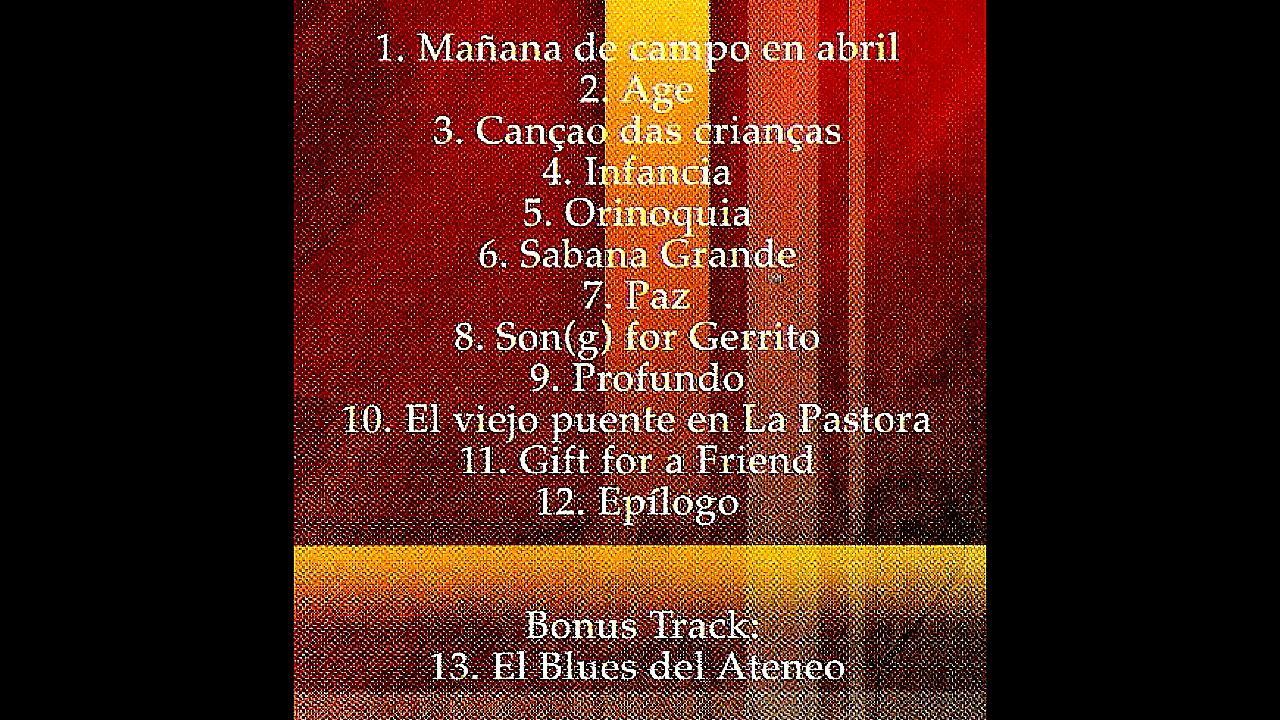 1. Mañana de campo en abril
2. Age
3. Cançao das crianças
4. Infancia
5. Orinoquia
6. Sabana Grande
7. Paz
8. Son(g) for Gerrito
9. Profundo
10. El viejo puente en La Pastora
11. Gift for a Friend
12. Epílogo
Bonus Track:
13. El Blues del Ateneo